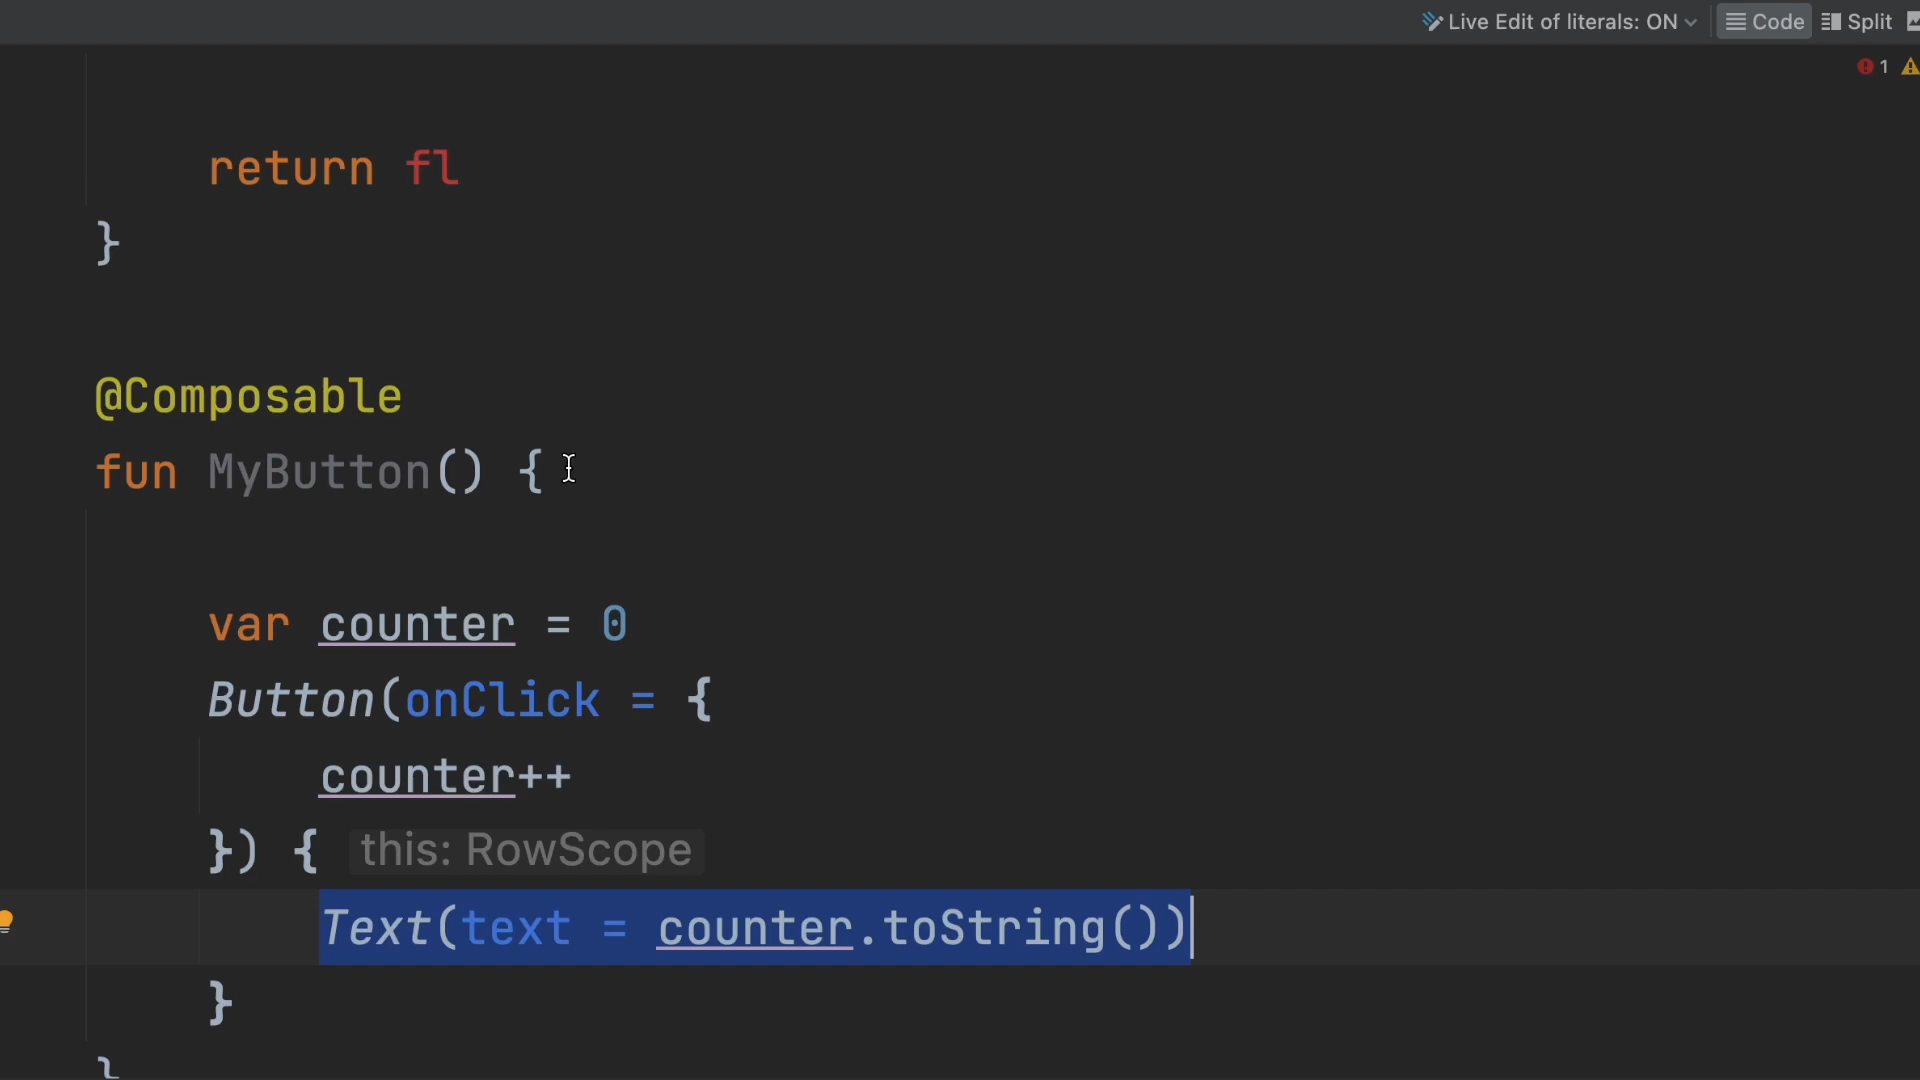 Live Edit of literals: ON Code Split
1
return fl
}
@Composable
fun MyButton() {
var counter = 0
Button(onClick = {
counter++
}) { this: RowScope
Text(text = counter.toString())
}
}